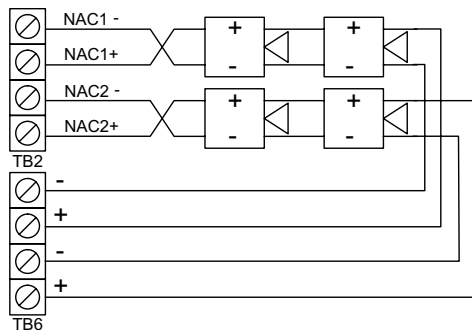 NAC1 -
+ +
NAC1+
- -
NAC2 -
+ +
NAC2+
- -
TB2
-
+
-
+
TB6